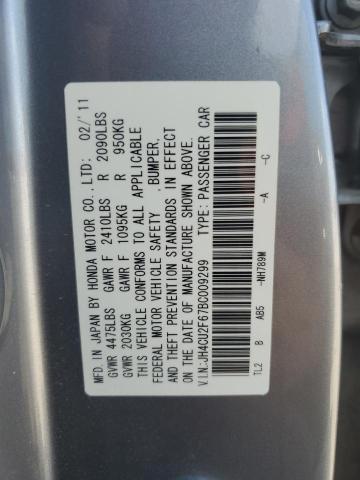 MFD. IN JAPAN BY HONDA MOTOR CO., LTD: 02/'11
GVWR 4475LBS GAWR F 2410LBS R 2090LBS
GVWR 2030KG GAWR F 1095KG R 950KG
THIS VEHICLE CONFORMS TO ALL APPLICABLE
FEDERAL MOTOR VEHICLE SAFETY, BUMPER,
AND THEFT PREVENTION STANDARDS IN EFFECT
ON THE DATE OF MANUFACTURE SHOWN ABOVE.
V.I.N:JH4CU2F67BC009299 TYPE: PASSENGER CAR
-A -C
TL2 B AB5 -NH789M